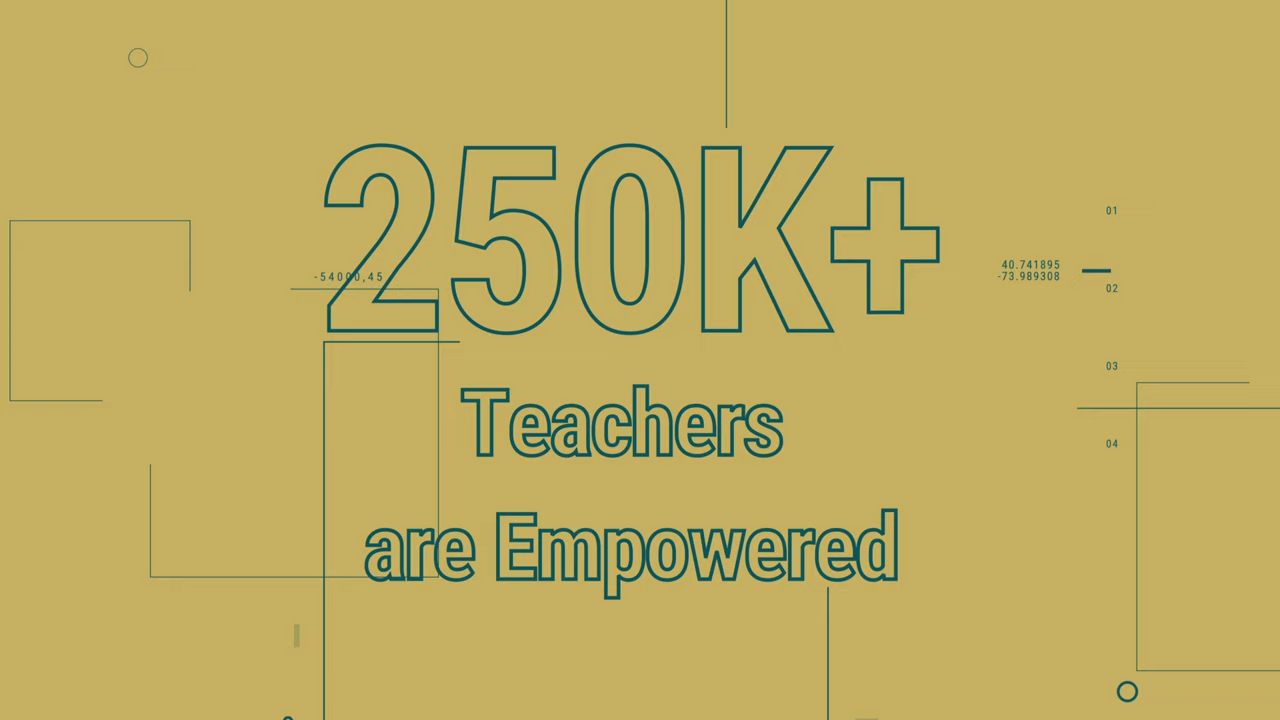 250K+
-54000,45
Teachers
are Empowered
40.741895
-73.989308
01
02
03
04